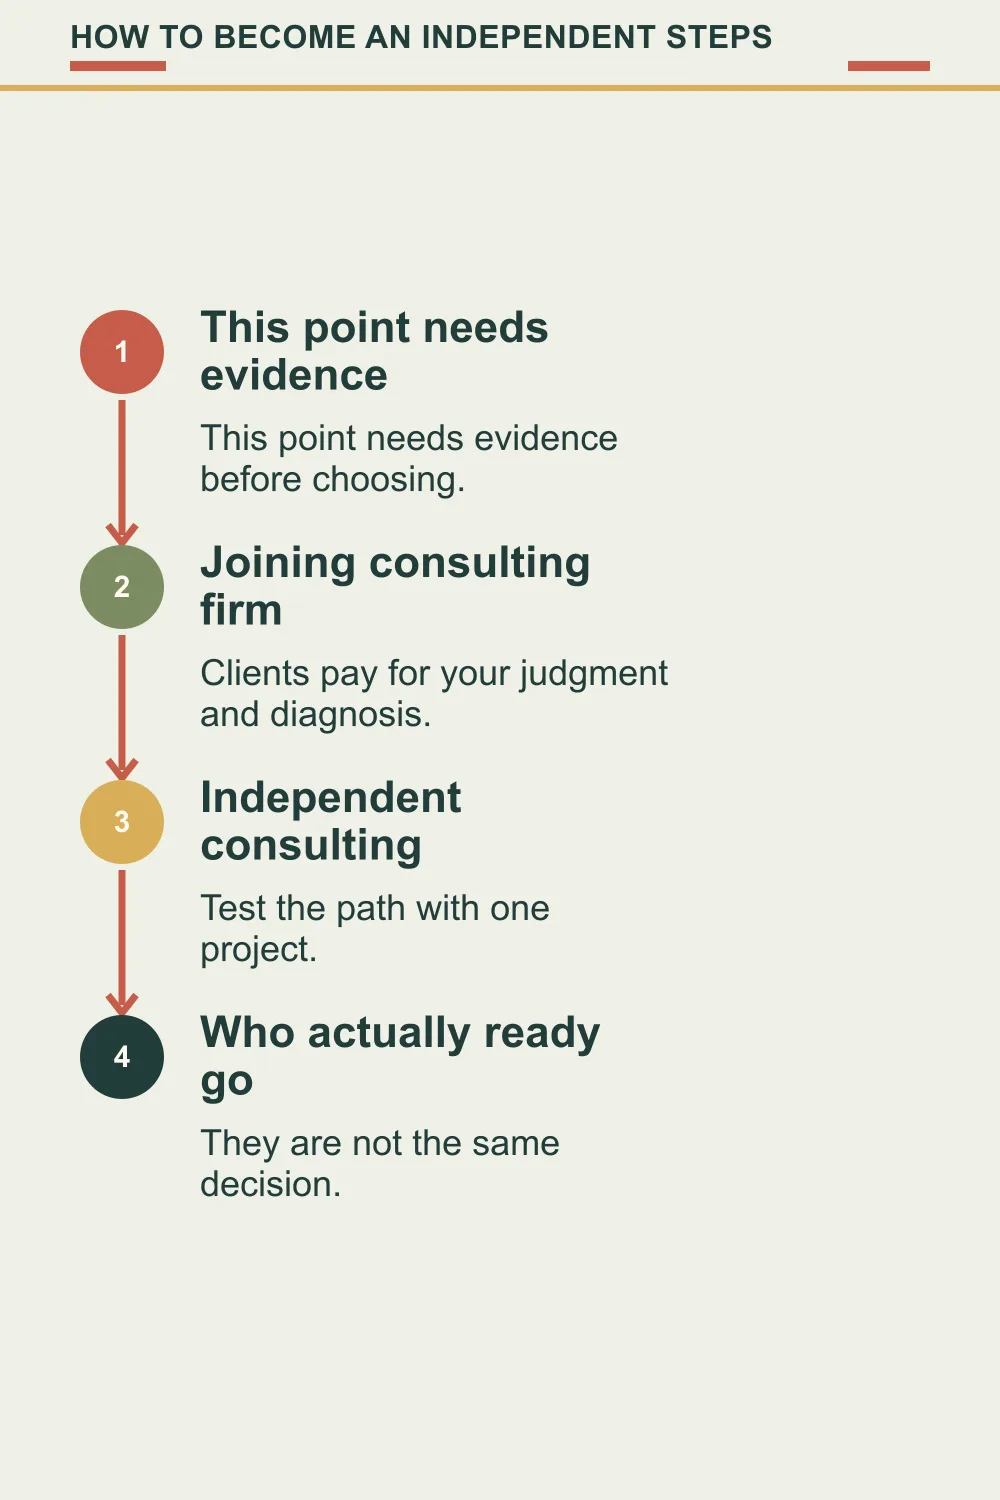 HOW TO BECOME AN INDEPENDENT STEPS
1
This point needs
evidence
This point needs evidence
before choosing.
2
Joining consulting
firm
Clients pay for your judgment
and diagnosis.
3
Independent
consulting
Test the path with one
project.
4
Who actually ready
go
They are not the same
decision.